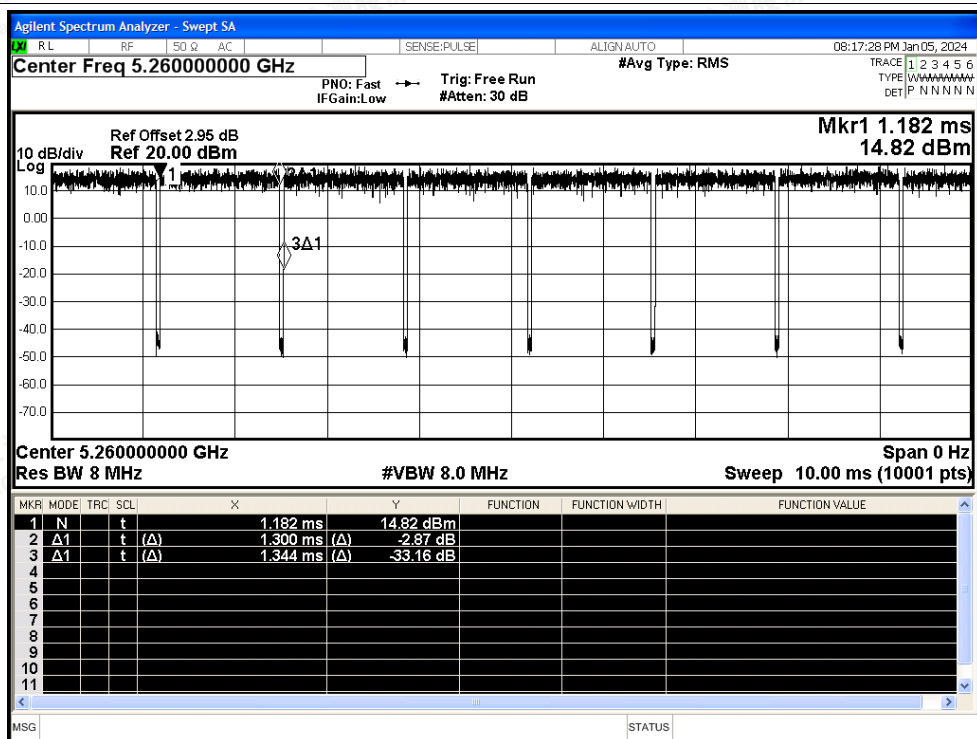 Agilent Spectrum Analyzer - Swept SA
LXI RL RF 50 Ω AC SENSE:PULSE ALIGN AUTO 08:17:28 PM Jan 05, 2024
Center Freq 5.260000000 GHz
PNO: Fast
IFGain:Low
Trig: Free Run
#Atten: 30 dB
#Avg Type: RMS
TRACE 1 2 3 4 5 6
TYPE WWWWWW
DET P N N N N N
Mkr1 1.182 ms
14.82 dBm
Ref Offset 2.95 dB
10 dB/div Ref 20.00 dBm
Log
10.0
0.00
-10.0
-20.0
-30.0
-40.0
-50.0
-60.0
-70.0
1
2Δ1
3Δ1
Center 5.260000000 GHz Span 0 Hz
Res BW 8 MHz #VBW 8.0 MHz Sweep 10.00 ms (10001 pts)
MKR MODE TRC SCL X Y FUNCTION FUNCTION WIDTH FUNCTION VALUE
1 N t 1.182 ms 14.82 dBm
2 Δ1 t (Δ) 1.300 ms (Δ) -2.87 dB
3 Δ1 t (Δ) 1.344 ms (Δ) -33.16 dB
4
5
6
7
8
9
10
11
MSG STATUS